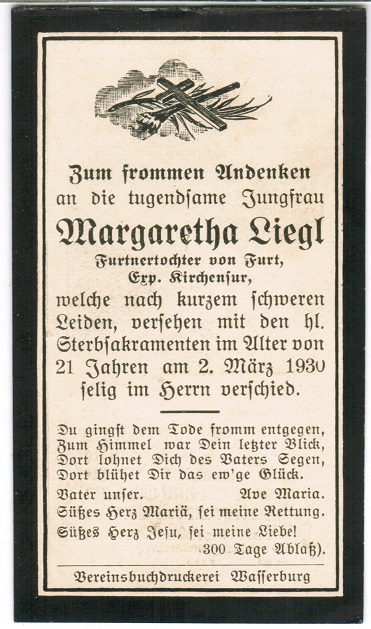 Zum frommen Andenken
an die tugendsame Jungfrau
Margaretha Liegl
Furtnertochter von Furt,
Exp. Kirchensur,
welche nach kurzem schweren
Leiden, versehen mit den hl.
Sterbsakramenten im Alter von
21 Jahren am 2. März 1930
selig im Herrn verschied.
Du gingst dem Tode fromm entgegen,
Zum Himmel war Dein letzter Blick,
Dort lohnet Dich des Vaters Segen,
Dort blühet Dir das ew'ge Glück.
Vater unser. Ave Maria.
Süßes Herz Mariä, sei meine Rettung.
Süßes Herz Jesu, sei meine Liebe!
300 Tage Ablaß).
Vereinsbuchdruckerei Wasserburg